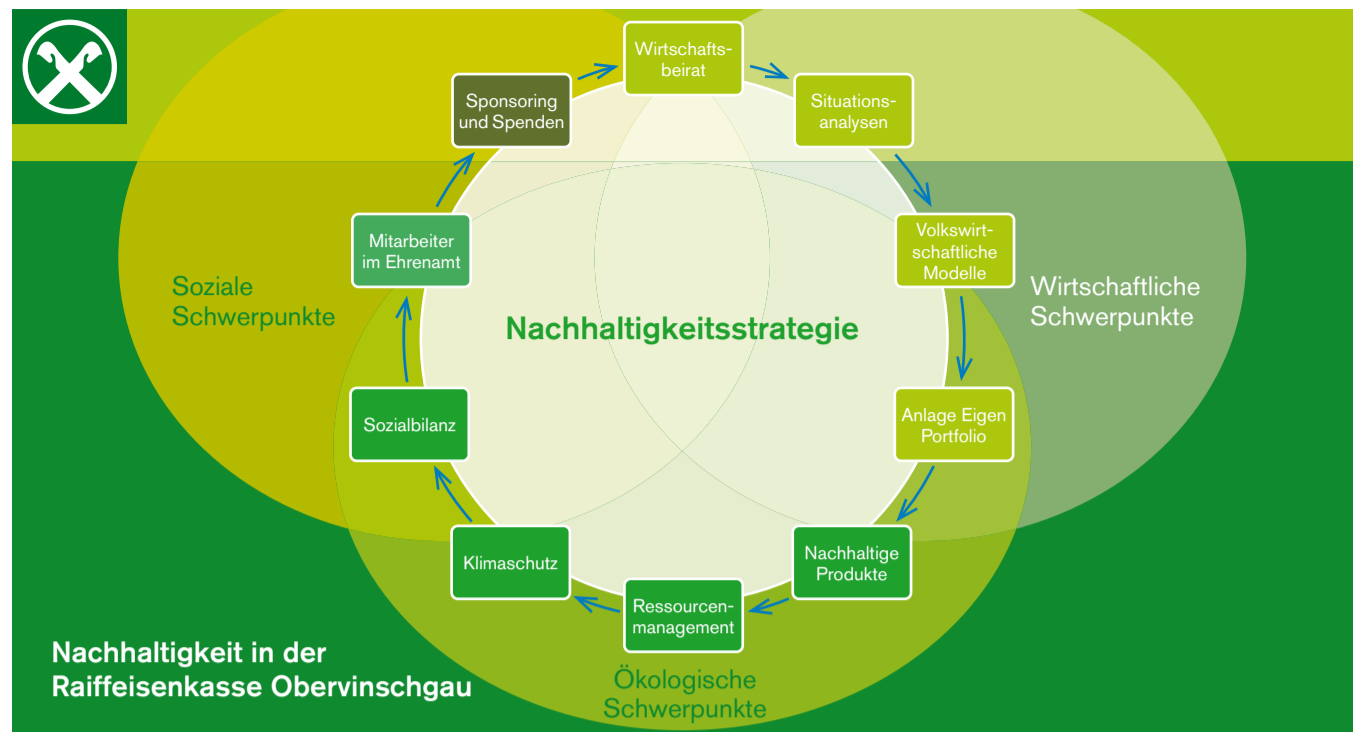 Wirtschafts-
beirat
Sponsoring
und Spenden
Situations-
analysen
Mitarbeiter
im Ehrenamt
Volkswirt-
schaftliche
Modelle
Soziale
Schwerpunkte
Wirtschaftliche
Schwerpunkte
Nachhaltigkeitsstrategie
Sozialbilanz
Anlage Eigen
Portfolio
Klimaschutz
Nachhaltige
Produkte
Ressourcen-
management
Nachhaltigkeit in der
Raiffeisenkasse Obervinschgau
Ökologische
Schwerpunkte